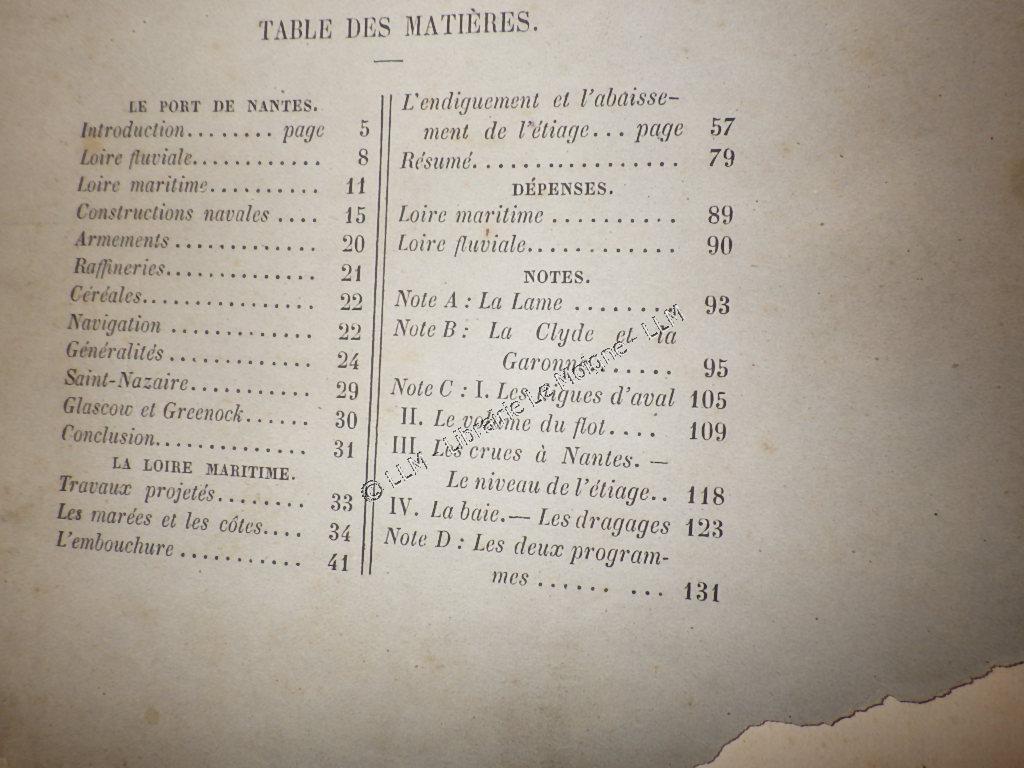 TABLE DES MATIÈRES.
LE PORT DE NANTES.
Introduction........ page 5
Loire fluviale............ 8
Loire maritime.......... 11
Constructions navales .... 15
Armements ............. 20
Raffineries.............. 21
Céréales................ 22
Navigation ............. 22
Généralités ............. 24
Saint-Nazaire........... 29
Glascow et Greenock...... 30
Conclusion.............. 31
LA LOIRE MARITIME.
Travaux projetés........ 33
Les marées et les côtes.... 34
L'embouchure ........... 41
L'endiguement et l'abaisse-
ment de l'étiage... page 57
Résumé................. 79
DÉPENSES.
Loire maritime .......... 89
Loire fluviale............ 90
NOTES.
Note A : La Lame ........ 93
Note B : La Clyde et la
Garonne....... 95
Note C : I. Les digues d'aval 105
II. Le volume du flot.... 109
III. Les crues à Nantes. —
Le niveau de l'étiage.. 118
IV. La baie. — Les dragages 123
Note D : Les deux program-
mes ...... ... 131
© LLM - Librairie La Moigne - LLM